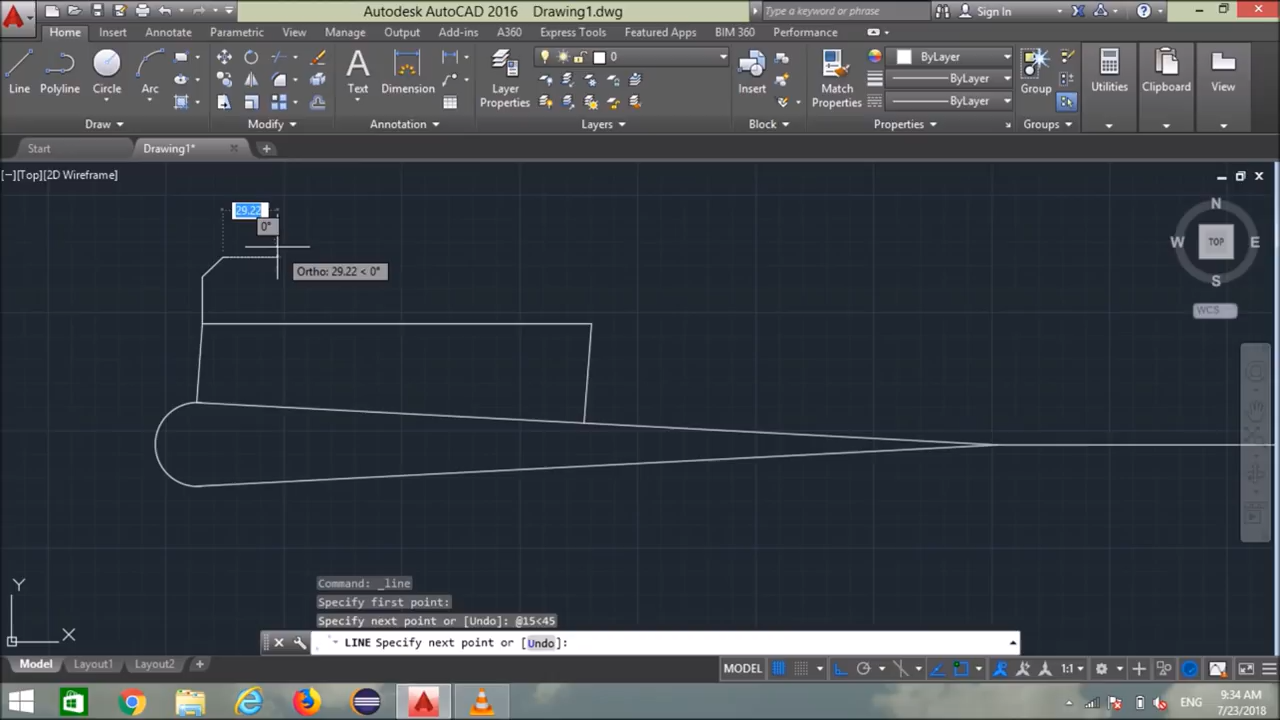 Autodesk AutoCAD 2016 Drawing1.dwg
Type a keyword or phrase
Sign In
Home Insert Annotate Parametric View Manage Output Add-ins A360 Express Tools Featured Apps BIM 360 Performance
0
ByLayer
ByLayer
ByLayer
Line Polyline Circle Arc Text Dimension Layer Properties Insert Match Properties Group Utilities Clipboard View
Draw Modify Annotation Layers Block Properties Groups
Start Drawing1*
[−][Top][2D Wireframe]
29.22
0°
Ortho: 29.22 < 0°
N
W TOP E
S
WCS
Y
X
Command: _line
Specify first point:
Specify next point or [Undo]: @15<45
LINE Specify next point or [Undo]:
Model Layout1 Layout2
MODEL
1:1
ENG
9:34 AM
7/23/2018